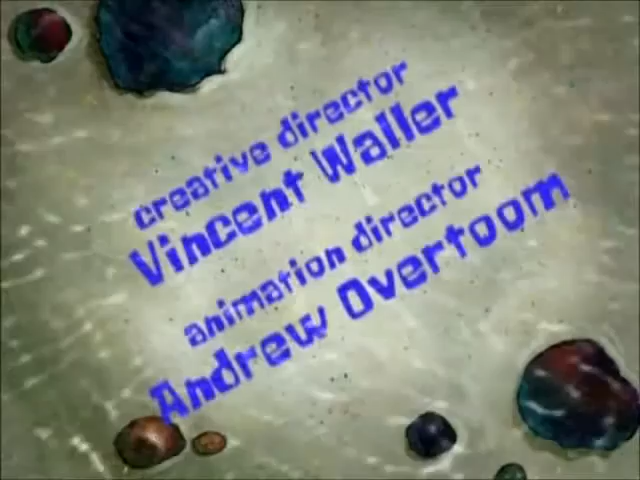 creative director
Vincent Waller
animation director
Andrew Overtoom